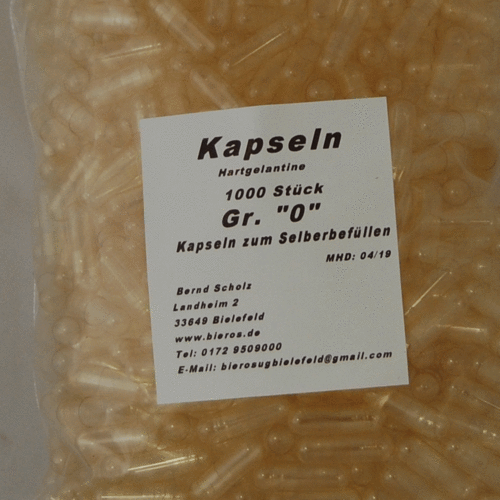 Kapseln
Hartgelantine
1000 Stück
Gr. "0"
Kapseln zum Selberbefüllen
MHD: 04/19
Bernd Scholz
Landheim 2
33649 Bielefeld
www.bieros.de
Tel: 0172 9509000
E-Mail: bierosugbielefeld@gmail.com